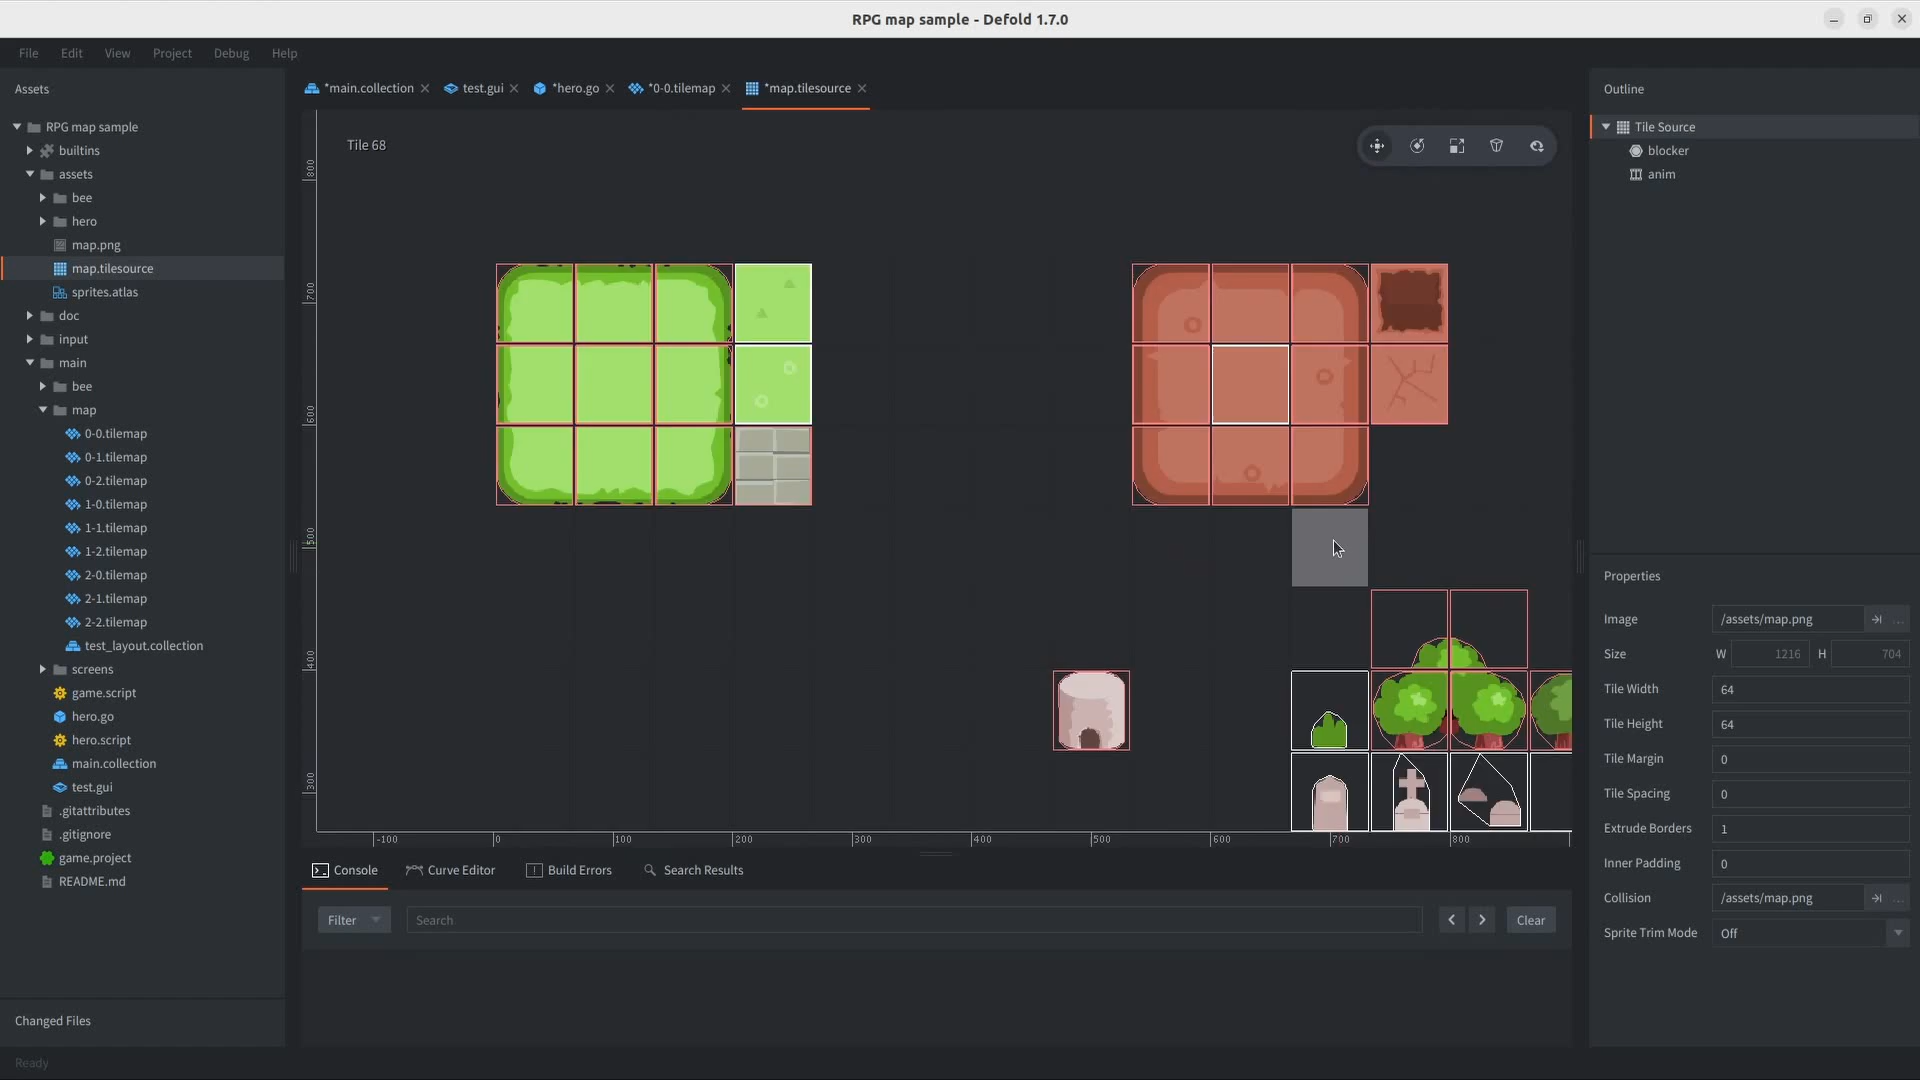 RPG map sample - Defold 1.7.0
File Edit View Project Debug Help
Assets
RPG map sample
builtins
assets
bee
hero
map.png
map.tilesource
sprites.atlas
doc
input
main
bee
map
0-0.tilemap
0-1.tilemap
0-2.tilemap
1-0.tilemap
1-1.tilemap
1-2.tilemap
2-0.tilemap
2-1.tilemap
2-2.tilemap
test_layout.collection
screens
game.script
hero.go
hero.script
main.collection
test.gui
.gitattributes
.gitignore
game.project
README.md
Changed Files
Ready
*main.collection test.gui *hero.go *0-0.tilemap *map.tilesource
Tile 68
800
700
600
500
400
300
-100 0 100 200 300 400 500 600 700 800
Console Curve Editor Build Errors Search Results
Filter Search Clear
Outline
Tile Source
blocker
anim
Properties
Image /assets/map.png ...
Size W 1216 H 704
Tile Width 64
Tile Height 64
Tile Margin 0
Tile Spacing 0
Extrude Borders 1
Inner Padding 0
Collision /assets/map.png ...
Sprite Trim Mode Off